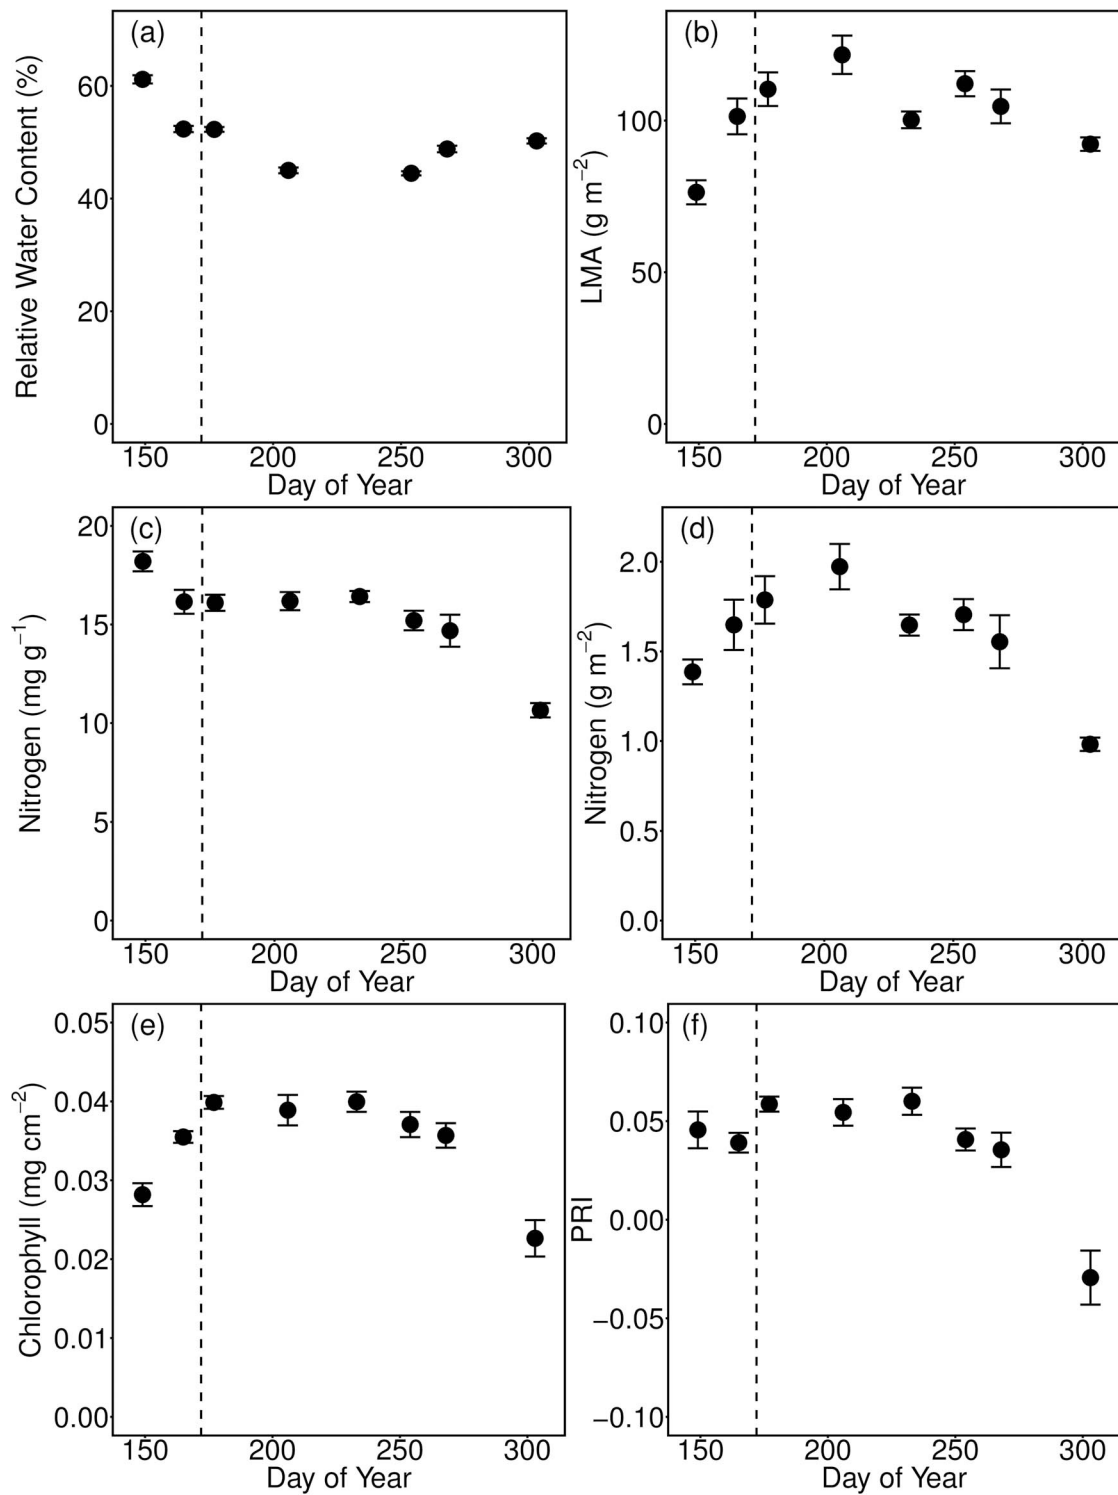 (a)
Relative Water Content (%)
60
40
20
0
150 200 250 300
Day of Year
(b)
LMA (g m⁻²)
100
50
0
150 200 250 300
Day of Year
(c)
Nitrogen (mg g⁻¹)
20
15
10
5
0
150 200 250 300
Day of Year
(d)
Nitrogen (g m⁻²)
2.0
1.5
1.0
0.5
0.0
150 200 250 300
Day of Year
(e)
Chlorophyll (mg cm⁻²)
0.05
0.04
0.03
0.02
0.01
0.00
150 200 250 300
Day of Year
(f)
PRI
0.10
0.05
0.00
−0.05
−0.10
150 200 250 300
Day of Year